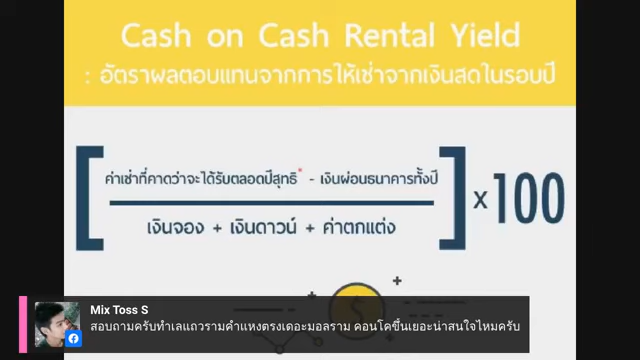 Cash on Cash Rental Yield
: อัตราผลตอบแทนจากการให้เช่าจากเงินสดในรอบปี
ค่าเช่าที่คาดว่าจะได้รับตลอดปีสุทธิ* - เงินผ่อนธนาคารทั้งปี
เงินจอง + เงินดาวน์ + ค่าตกแต่ง
x 100
Mix Toss S
สอบถามครับทำเลแถวรามคำแหงตรงเดอะมอลราม คอนโดขึ้นเยอะน่าสนใจไหมครับ